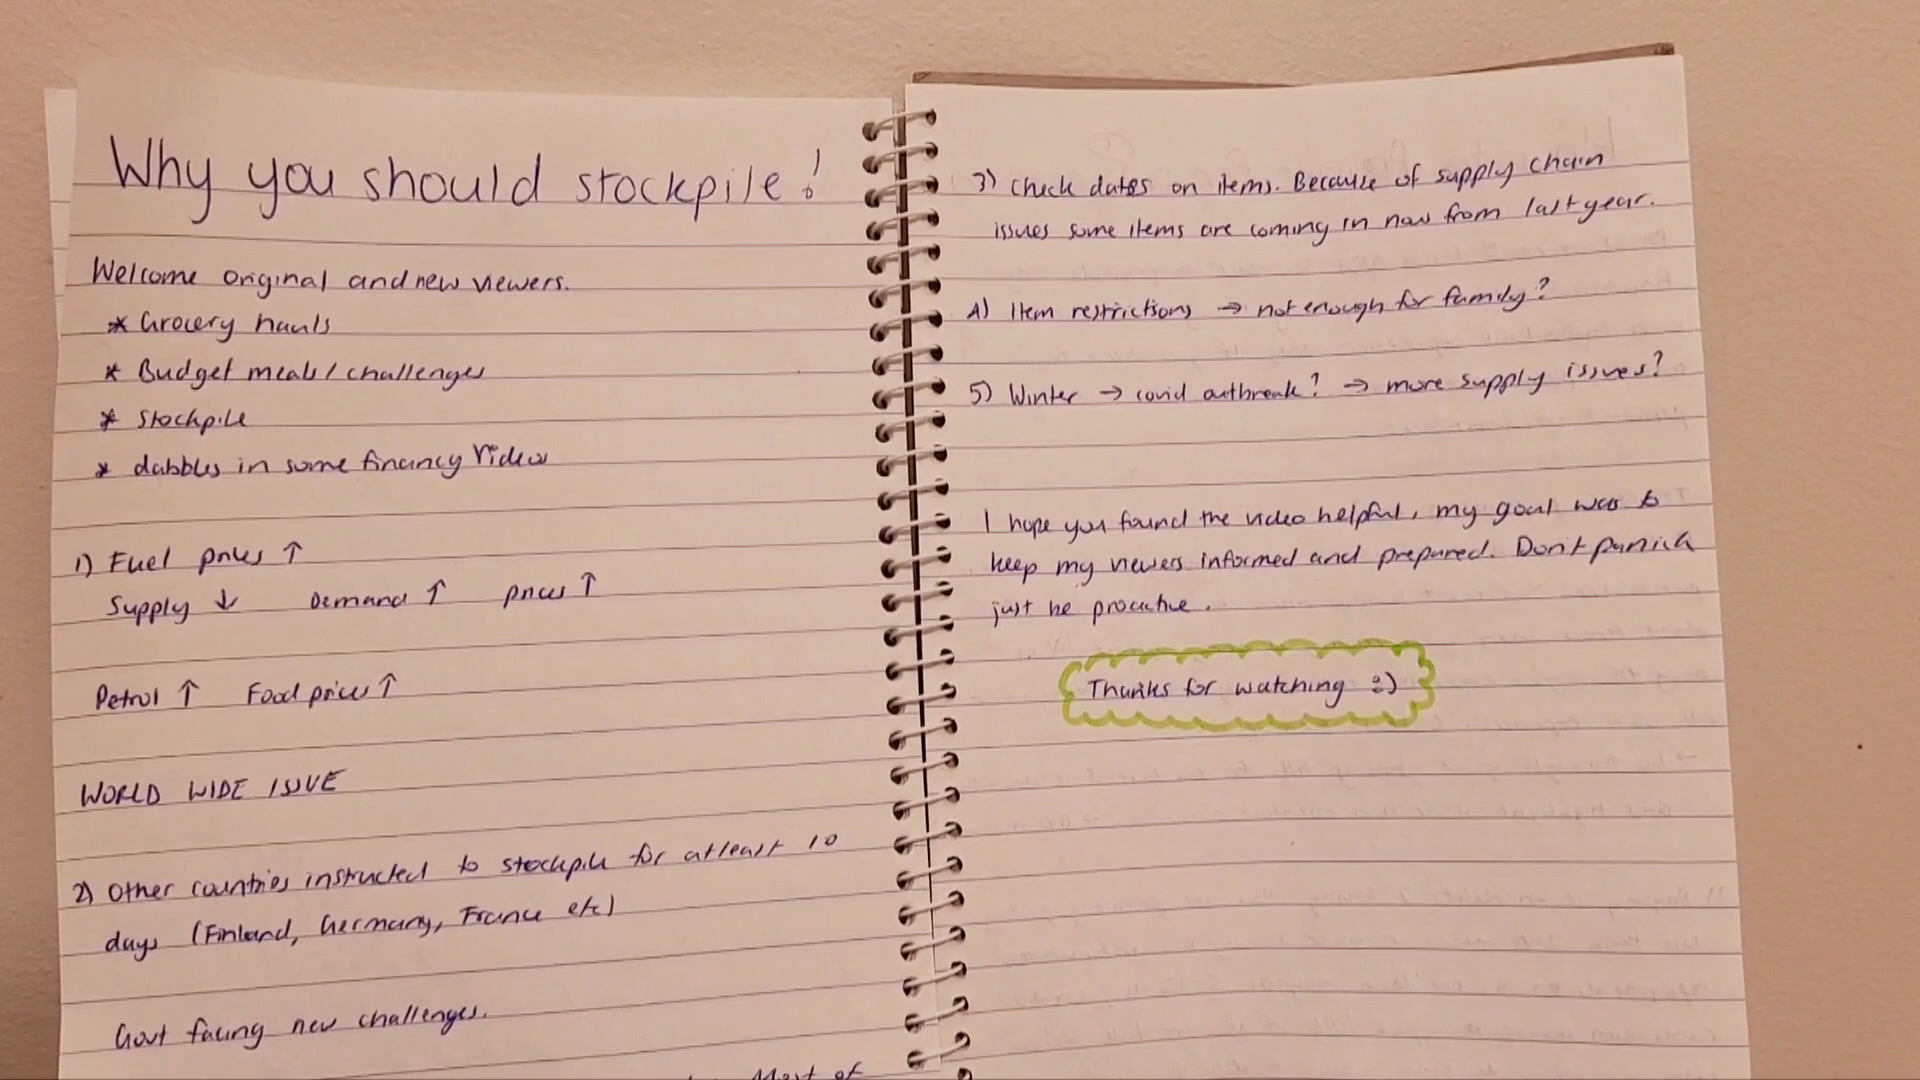 Why you should stockpile!
Welcome original and new viewers.
* Grocery hauls
* Budget meals / challenges
* Stockpile
* dabbles in some financy video
1) Fuel prices ↑
Supply ↓ Demand ↑ prices ↑
Petrol ↑ Food prices ↑
WORLD WIDE ISSUE
2) Other countries instructed to stockpile for atleast 10
days (Finland, Germany, France etc)
Govt facing new challenges.
Most of
3) Check dates on items. Because of supply chain
issues some items are coming in now from last year.
4) Item restrictions → not enough for family?
5) Winter → covid outbreak? → more supply issues?
I hope you found the video helpful, my goal was to
keep my viewers informed and prepared. Don't panick
just be proactive.
Thanks for watching :)